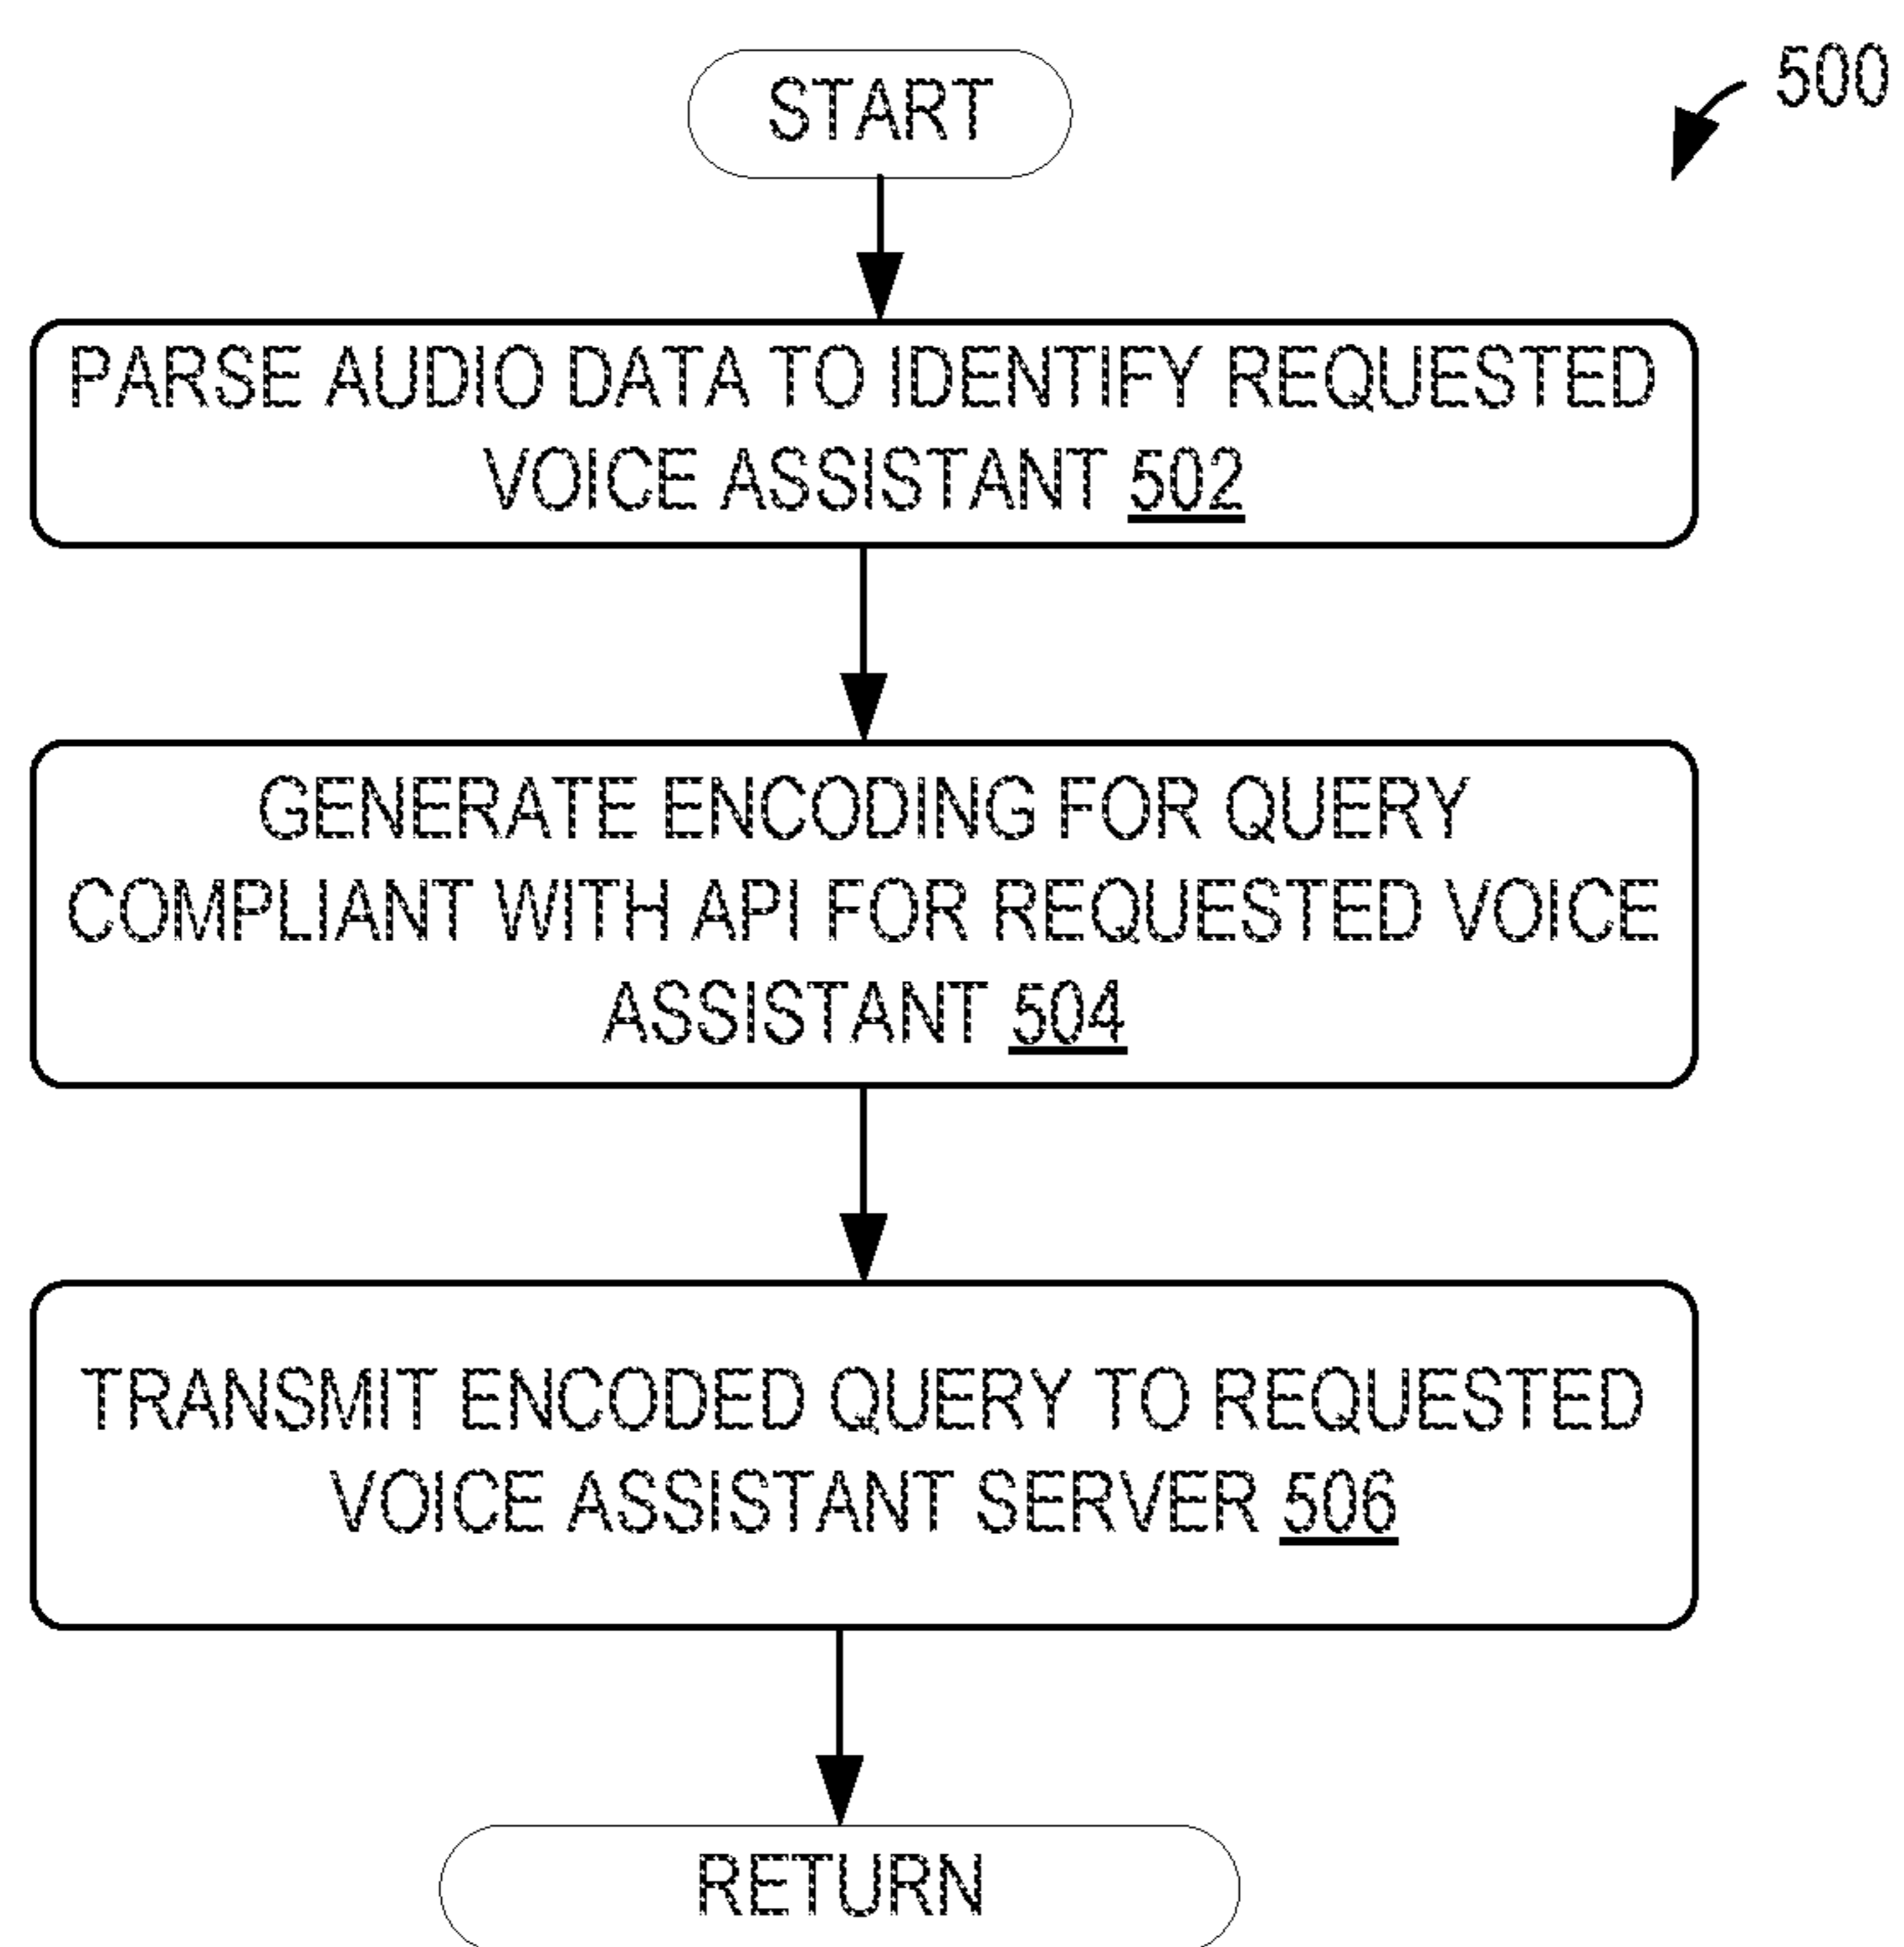 START
500
PARSE AUDIO DATA TO IDENTIFY REQUESTED
VOICE ASSISTANT 502
GENERATE ENCODING FOR QUERY
COMPLIANT WITH API FOR REQUESTED VOICE
ASSISTANT 504
TRANSMIT ENCODED QUERY TO REQUESTED
VOICE ASSISTANT SERVER 506
RETURN